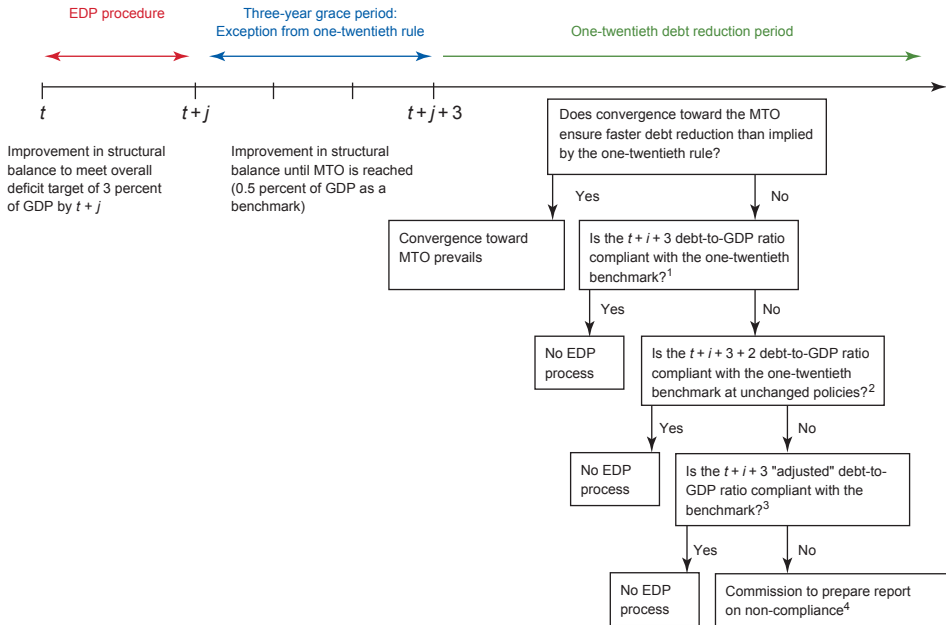 EDP procedure
Three-year grace period:
Exception from one-twentieth rule
One-twentieth debt reduction period
t
t + j
t + j + 3
Improvement in structural
balance to meet overall
deficit target of 3 percent
of GDP by t + j
Improvement in structural
balance until MTO is reached
(0.5 percent of GDP as a
benchmark)
Does convergence toward the MTO
ensure faster debt reduction than implied
by the one-twentieth rule?
Yes
No
Convergence toward
MTO prevails
Is the t + i + 3 debt-to-GDP ratio
compliant with the one-twentieth
benchmark?1
Yes
No
No EDP
process
Is the t + i + 3 + 2 debt-to-GDP ratio
compliant with the one-twentieth
benchmark at unchanged policies?2
Yes
No
No EDP
process
Is the t + i + 3 "adjusted" debt-to-
GDP ratio compliant with the
benchmark?3
Yes
No
No EDP
process
Commission to prepare report
on non-compliance4